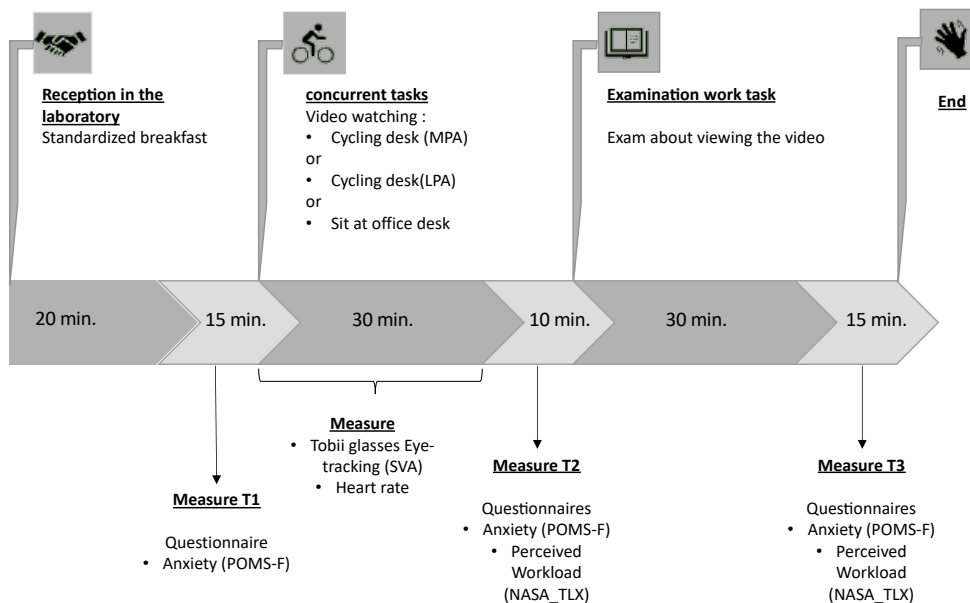 Reception in the
laboratory
Standardized breakfast
concurrent tasks
Video watching :
• Cycling desk (MPA)
or
• Cycling desk(LPA)
or
• Sit at office desk
Examination work task
Exam about viewing the video
End
20 min.
15 min.
30 min.
10 min.
30 min.
15 min.
Measure
• Tobii glasses Eye-
tracking (SVA)
• Heart rate
Measure T1
Questionnaire
• Anxiety (POMS-F)
Measure T2
Questionnaires
• Anxiety (POMS-F)
• Perceived
Workload
(NASA_TLX)
Measure T3
Questionnaires
• Anxiety (POMS-F)
• Perceived
Workload
(NASA_TLX)